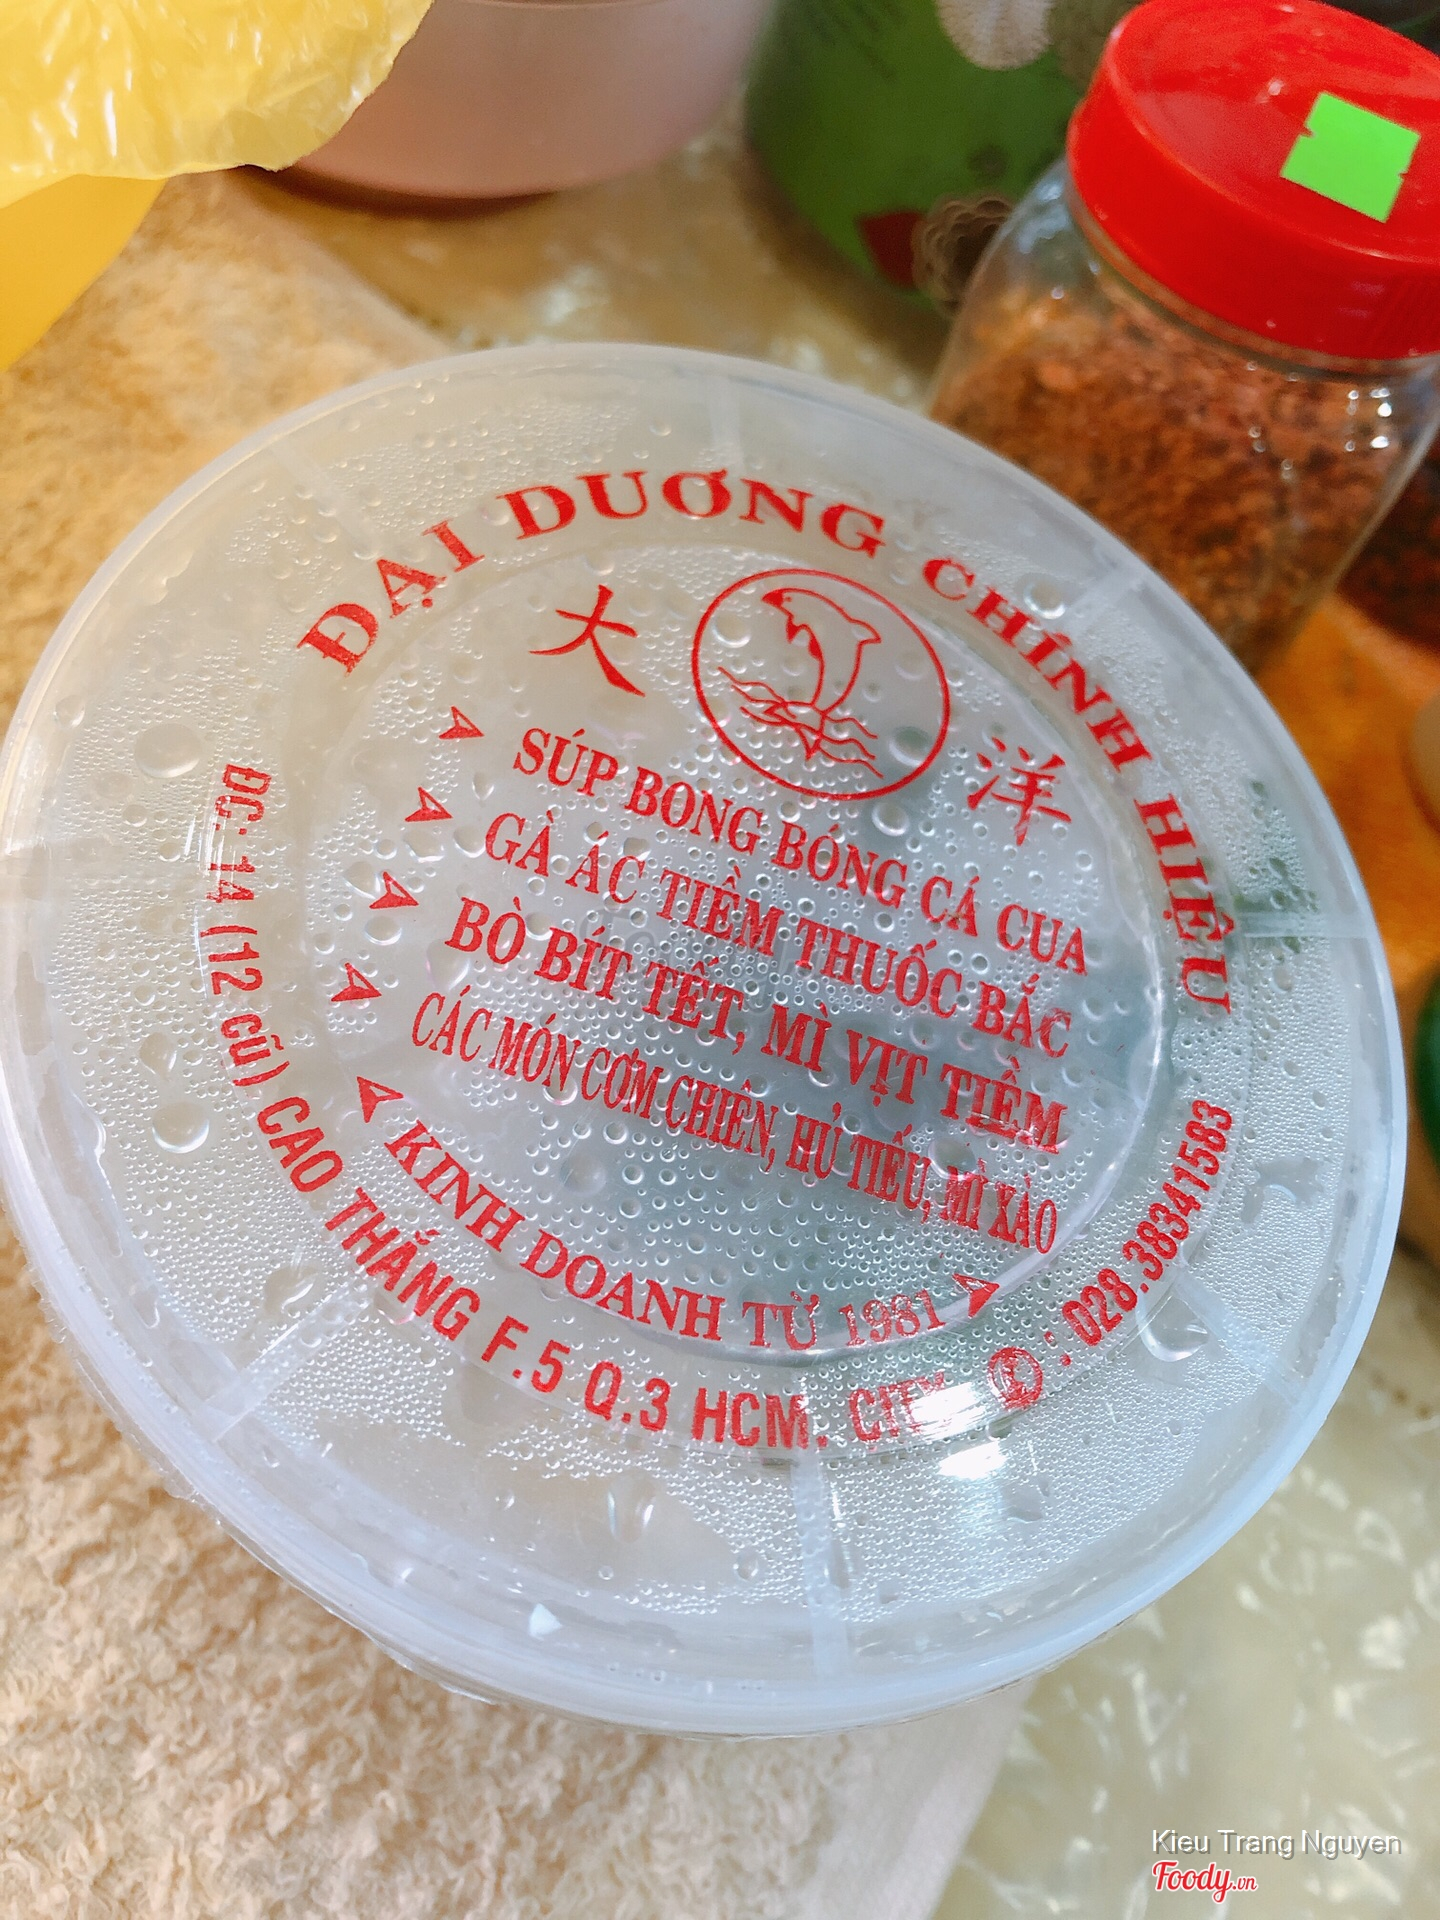 ĐẠI DƯƠNG CHÍNH HIỆU
大 洋
SÚP BONG BÓNG CÁ CUA
GÀ ÁC TIỀM THUỐC BẮC
BÒ BÍT TẾT, MÌ VỊT TIỀM
CÁC MÓN CƠM CHIÊN, HỦ TIẾU, MÌ XÀO
KINH DOANH TỪ 1981
ĐC: 14 (12 CŨ) CAO THẮNG F.5 Q.3 HCM. : 028.38341583
Kieu Trang Nguyen
Foody.vn